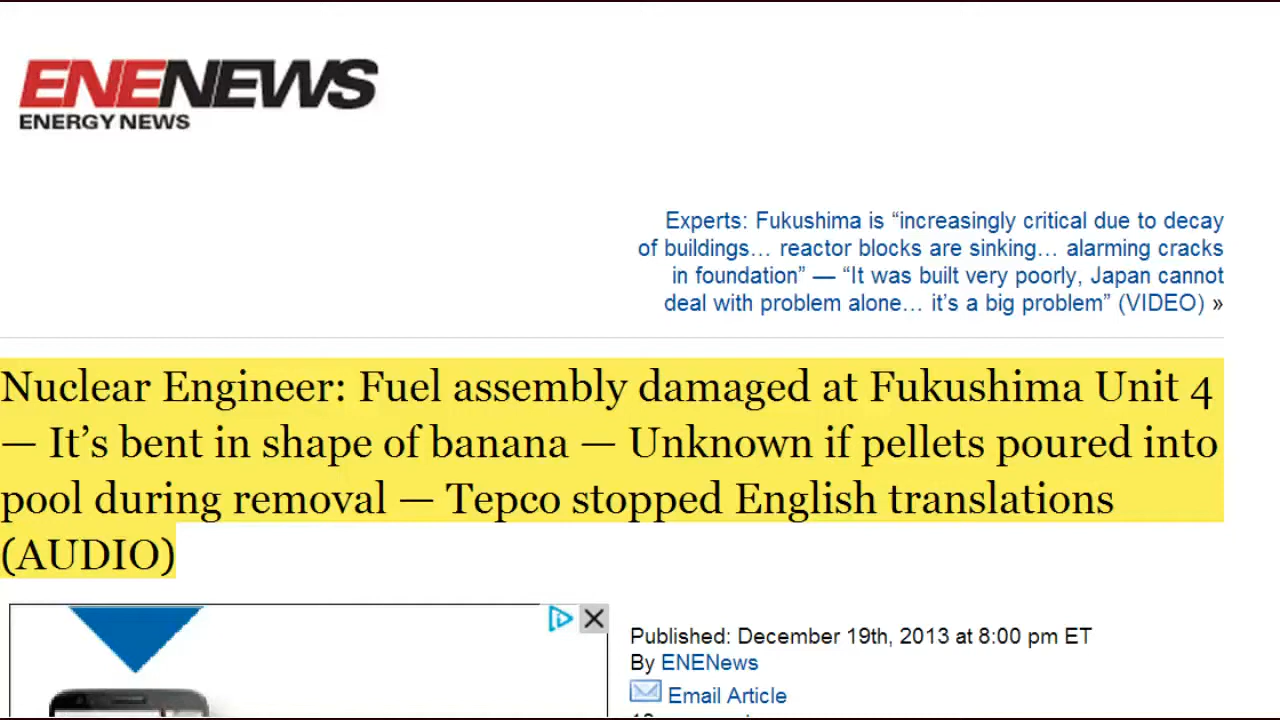 ENENEWS
ENERGY NEWS
Experts: Fukushima is “increasingly critical due to decay
of buildings… reactor blocks are sinking… alarming cracks
in foundation” — “It was built very poorly, Japan cannot
deal with problem alone… it’s a big problem” (VIDEO) »
Nuclear Engineer: Fuel assembly damaged at Fukushima Unit 4
— It’s bent in shape of banana — Unknown if pellets poured into
pool during removal — Tepco stopped English translations
(AUDIO)
Published: December 19th, 2013 at 8:00 pm ET
By ENENews
Email Article